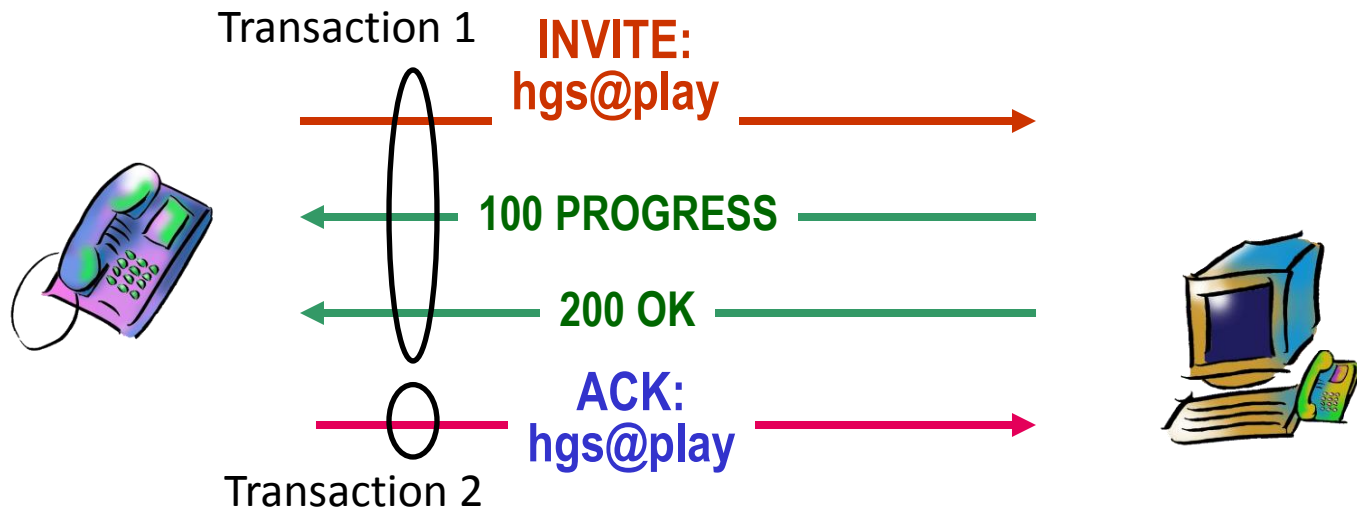 Transaction 1
INVITE:
hgs@play
100 PROGRESS
200 OK
ACK:
hgs@play
Transaction 2